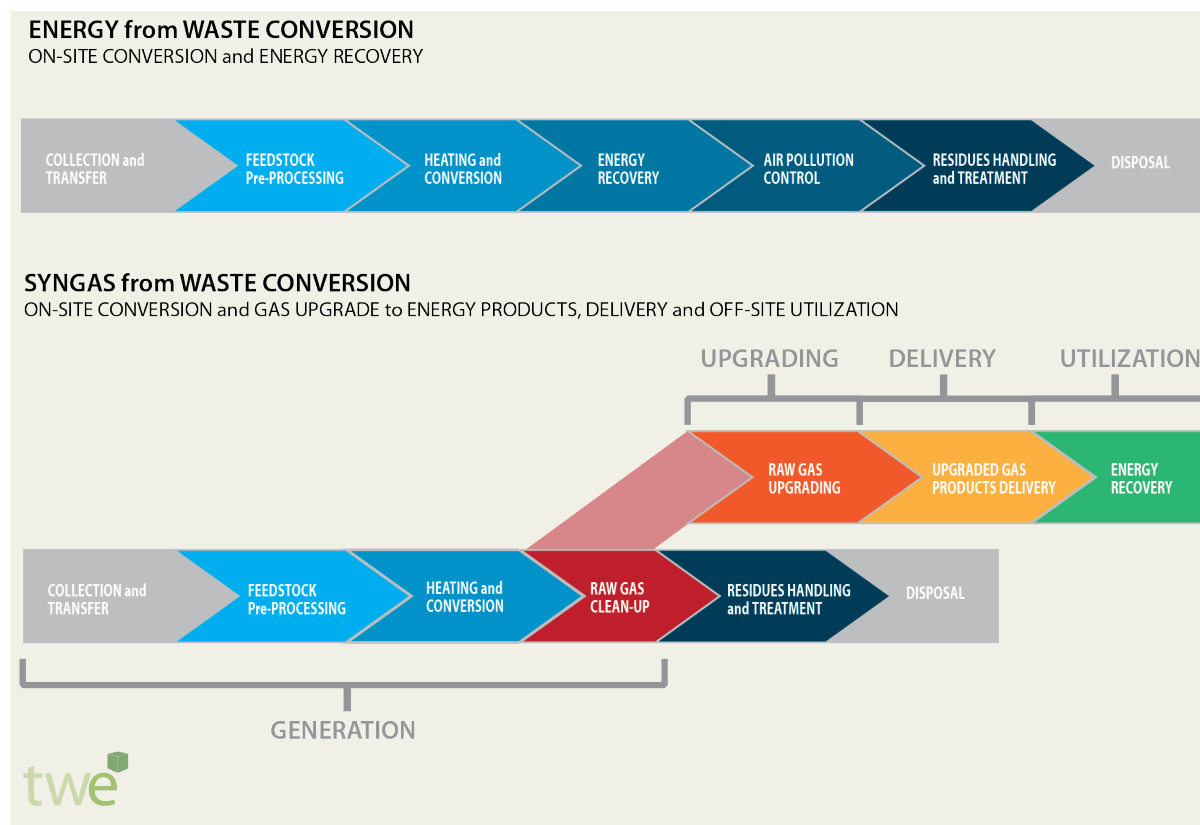 ENERGY from WASTE CONVERSION
ON-SITE CONVERSION and ENERGY RECOVERY
COLLECTION and
TRANSFER
FEEDSTOCK
Pre-PROCESSING
HEATING and
CONVERSION
ENERGY
RECOVERY
AIR POLLUTION
CONTROL
RESIDUES HANDLING
and TREATMENT
DISPOSAL
SYNGAS from WASTE CONVERSION
ON-SITE CONVERSION and GAS UPGRADE to ENERGY PRODUCTS, DELIVERY and OFF-SITE UTILIZATION
UPGRADING
DELIVERY
UTILIZATION
RAW GAS
UPGRADING
UPGRADED GAS
PRODUCTS DELIVERY
ENERGY
RECOVERY
COLLECTION and
TRANSFER
FEEDSTOCK
Pre-PROCESSING
HEATING and
CONVERSION
RAW GAS
CLEAN-UP
RESIDUES HANDLING
and TREATMENT
DISPOSAL
GENERATION
twe